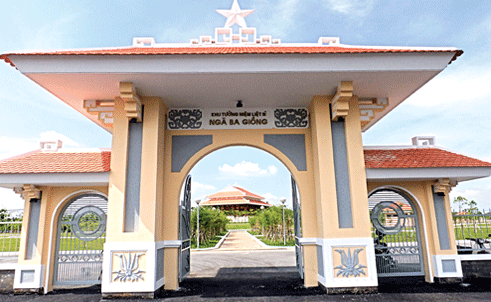 KHU TƯỞNG NIỆM LIỆT SĨ
NGÃ BA GIỒNG